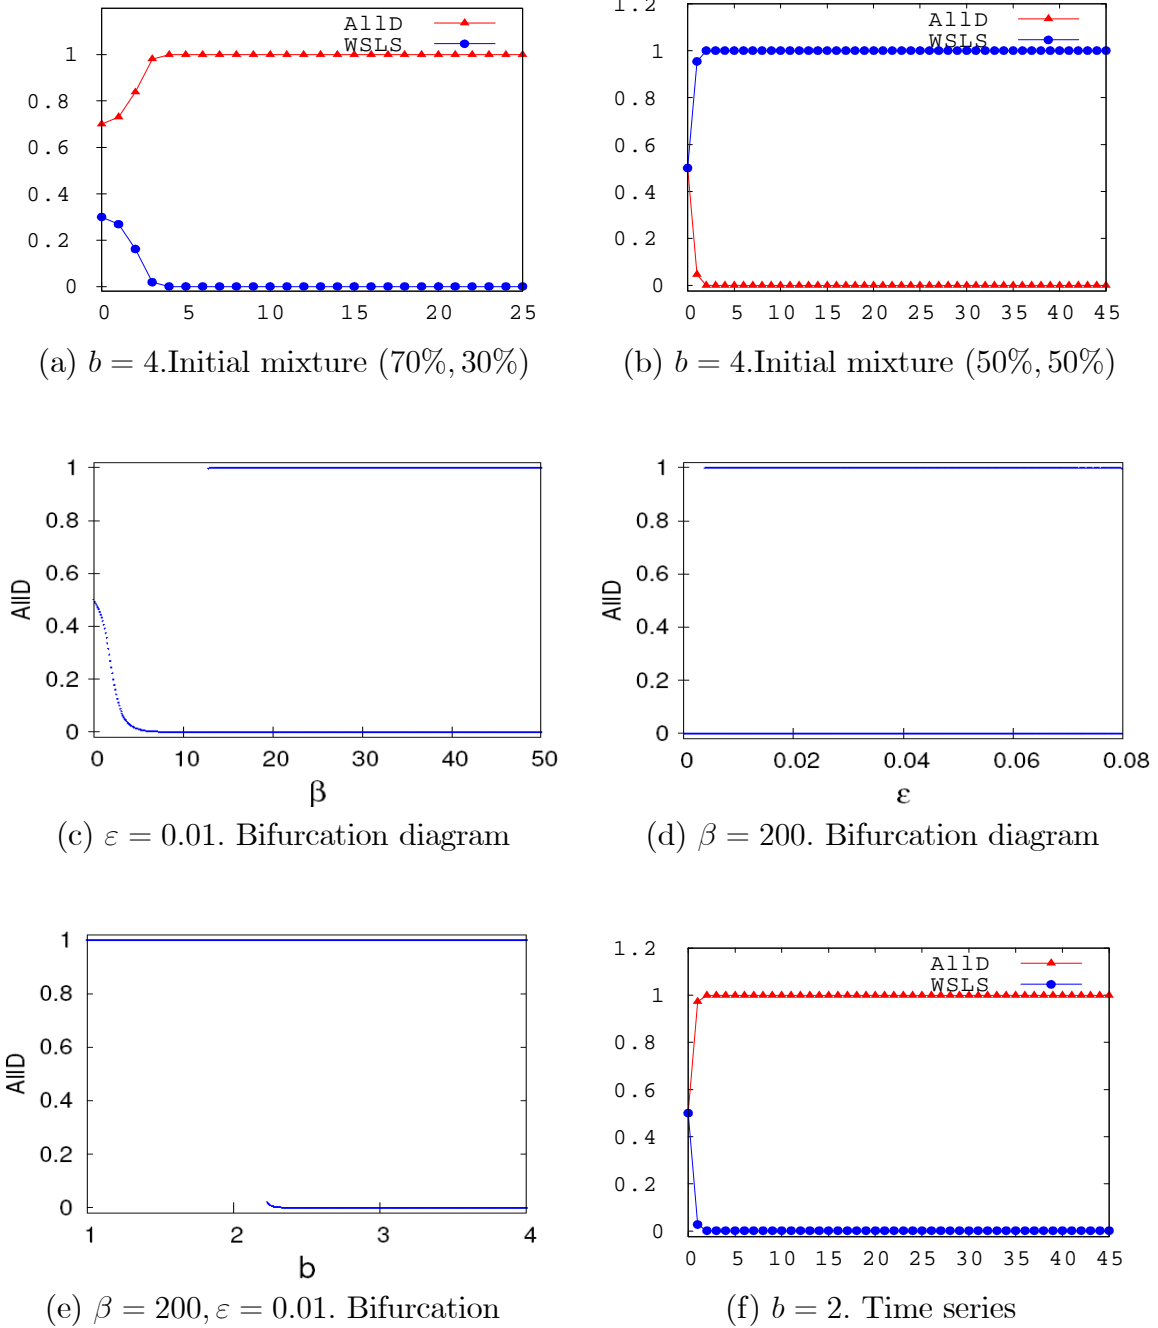 AllD
WSLS
1
0.8
0.6
0.4
0.2
0
0 5 10 15 20 25
(a) b = 4.Initial mixture (70%, 30%)
1.2
AllD
WSLS
1
0.8
0.6
0.4
0.2
0
0 5 10 15 20 25 30 35 40 45
(b) b = 4.Initial mixture (50%, 50%)
1
0.8
0.6
0.4
0.2
0
AllD
0 10 20 30 40 50
β
(c) ε = 0.01. Bifurcation diagram
1
0.8
0.6
0.4
0.2
0
AllD
0 0.02 0.04 0.06 0.08
ε
(d) β = 200. Bifurcation diagram
1
0.8
0.6
0.4
0.2
0
AllD
1 2 3 4
b
(e) β = 200, ε = 0.01. Bifurcation
1.2
AllD
WSLS
1
0.8
0.6
0.4
0.2
0
0 5 10 15 20 25 30 35 40 45
(f) b = 2. Time series